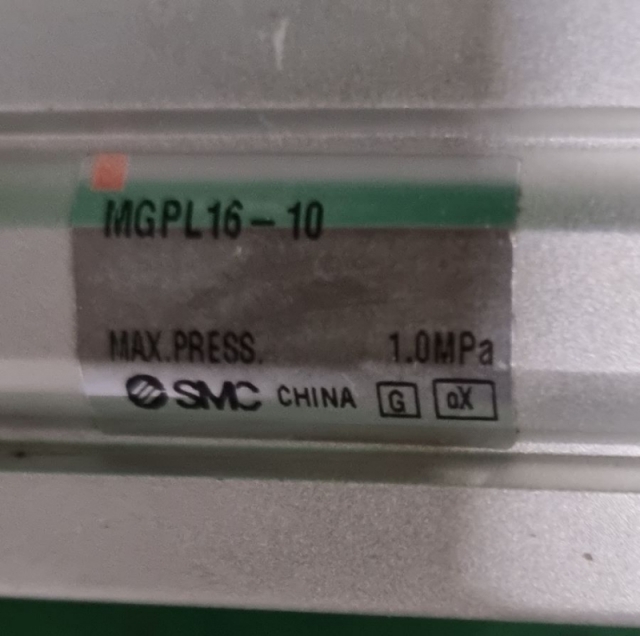 MGPL16-10
MAX.PRESS. 1.0MPa
SMC CHINA G oX